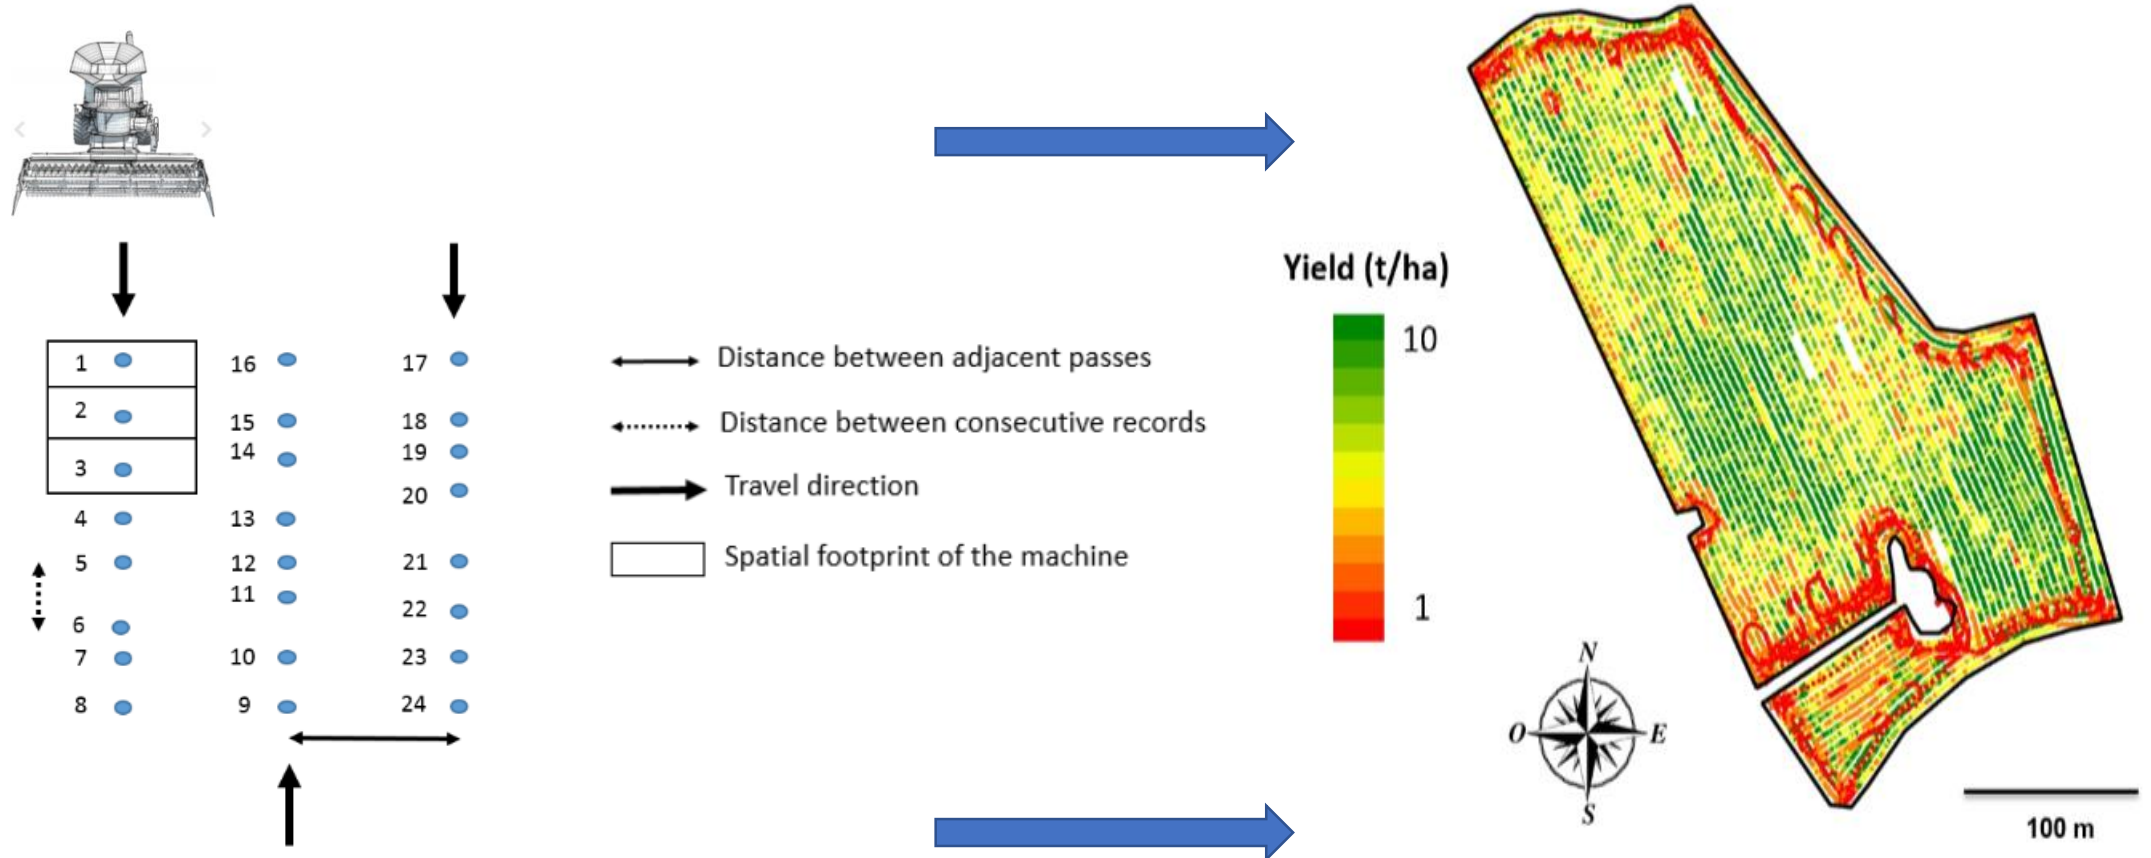 1 16 17
2 15 18
14 19
3 20
4 13
5 12 21
11 22
6
7 10 23
8 9 24
Distance between adjacent passes
Distance between consecutive records
Travel direction
Spatial footprint of the machine
Yield (t/ha)
10
1
N
O E
S
100 m